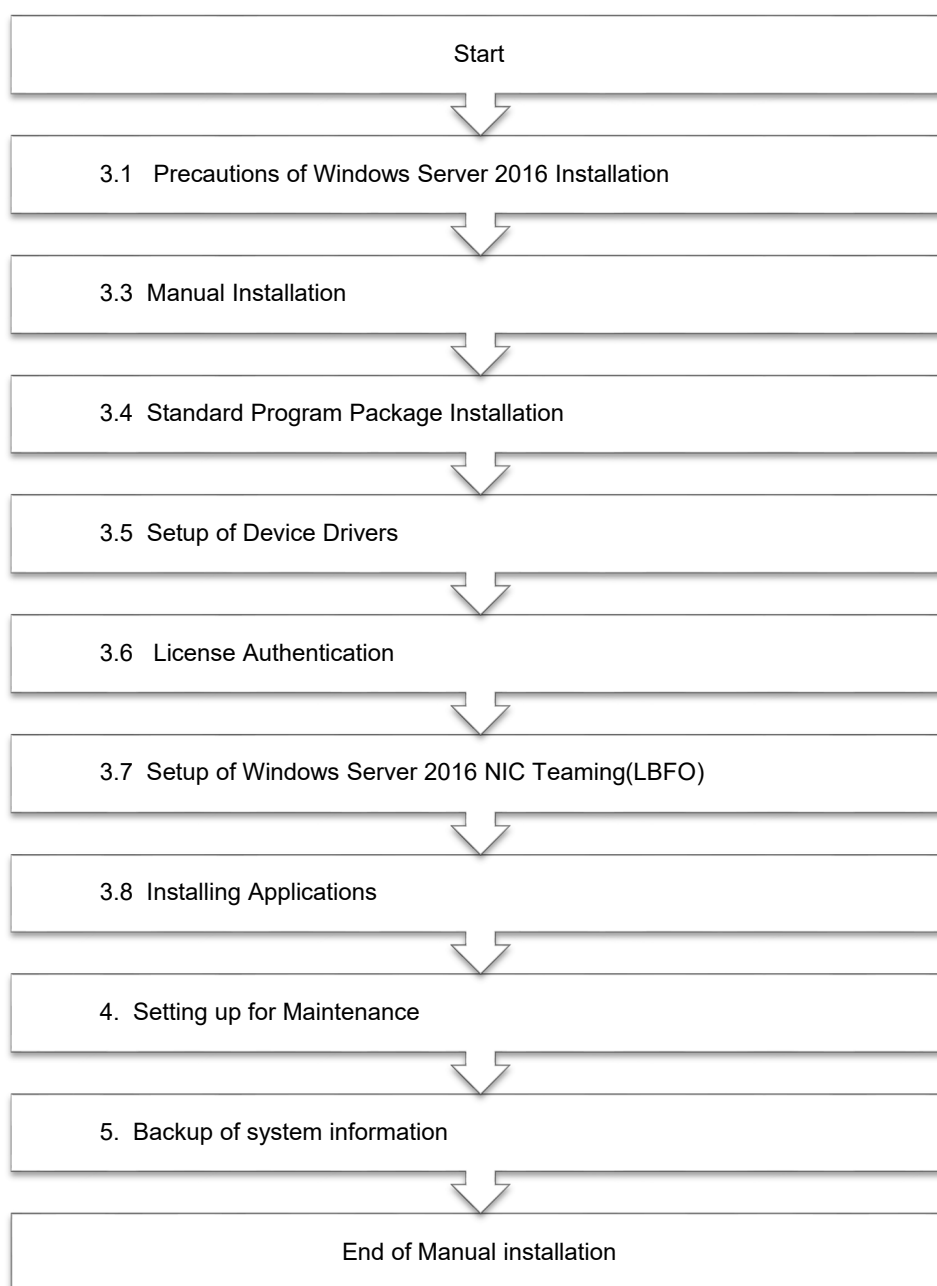 Start
3.1 Precautions of Windows Server 2016 Installation
3.3 Manual Installation
3.4 Standard Program Package Installation
3.5 Setup of Device Drivers
3.6 License Authentication
3.7 Setup of Windows Server 2016 NIC Teaming(LBFO)
3.8 Installing Applications
4. Setting up for Maintenance
5. Backup of system information
End of Manual installation